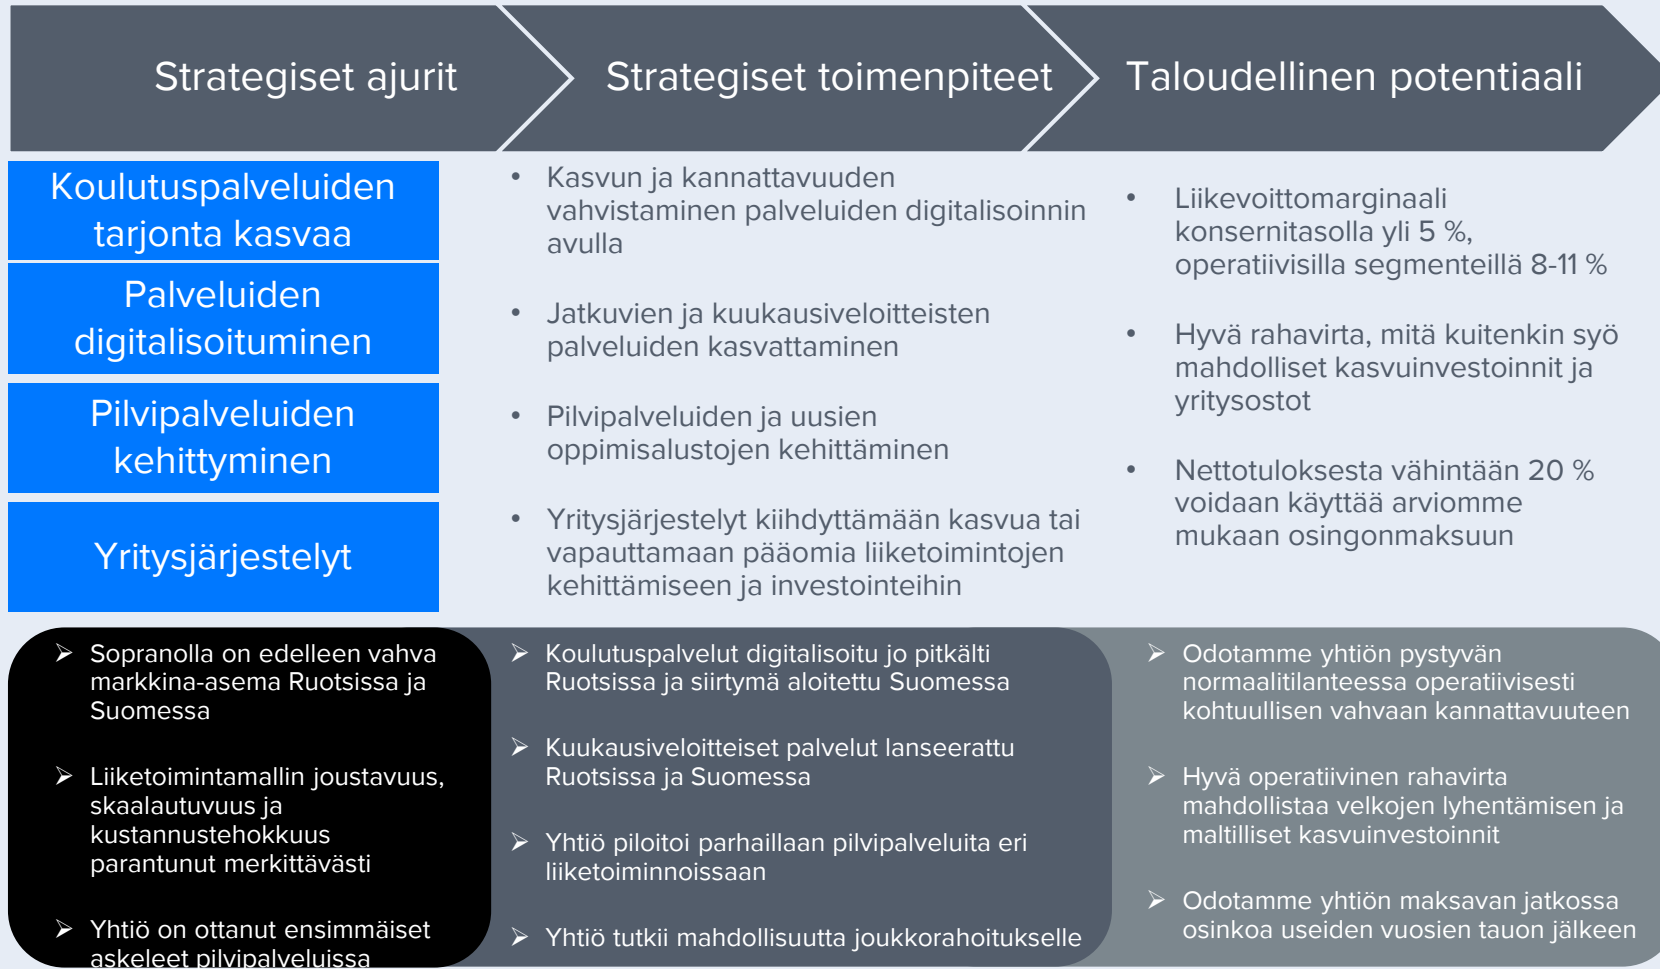 Strategiset ajurit
Strategiset toimenpiteet
Taloudellinen potentiaali
Koulutuspalveluiden
tarjonta kasvaa
Palveluiden
digitalisoituminen
Pilvipalveluiden
kehittyminen
Yritysjärjestelyt
• Kasvun ja kannattavuuden
vahvistaminen palveluiden digitalisoinnin
avulla
• Jatkuvien ja kuukausiveloitteisten
palveluiden kasvattaminen
• Pilvipalveluiden ja uusien
oppimisalustojen kehittäminen
• Yritysjärjestelyt kiihdyttämään kasvua tai
vapauttamaan pääomia liiketoimintojen
kehittämiseen ja investointeihin
• Liikevoittomarginaali
konsernitasolla yli 5 %,
operatiivisilla segmenteillä 8-11 %
• Hyvä rahavirta, mitä kuitenkin syö
mahdolliset kasvuinvestoinnit ja
yritysostot
• Nettotuloksesta vähintään 20 %
voidaan käyttää arviomme
mukaan osingonmaksuun
➢ Sopranolla on edelleen vahva
markkina-asema Ruotsissa ja
Suomessa
➢ Liiketoimintamallin joustavuus,
skaalautuvuus ja
kustannustehokkuus
parantunut merkittävästi
➢ Yhtiö on ottanut ensimmäiset
askeleet pilvipalveluissa
➢ Koulutuspalvelut digitalisoitu jo pitkälti
Ruotsissa ja siirtymä aloitettu Suomessa
➢ Kuukausiveloitteiset palvelut lanseerattu
Ruotsissa ja Suomessa
➢ Yhtiö piloitoi parhaillaan pilvipalveluita eri
liiketoiminnoissaan
➢ Yhtiö tutkii mahdollisuutta joukkorahoitukselle
➢ Odotamme yhtiön pystyvän
normaalitilanteessa operatiivisesti
kohtuullisen vahvaan kannattavuuteen
➢ Hyvä operatiivinen rahavirta
mahdollistaa velkojen lyhentämisen ja
maltilliset kasvuinvestoinnit
➢ Odotamme yhtiön maksavan jatkossa
osinkoa useiden vuosien tauon jälkeen